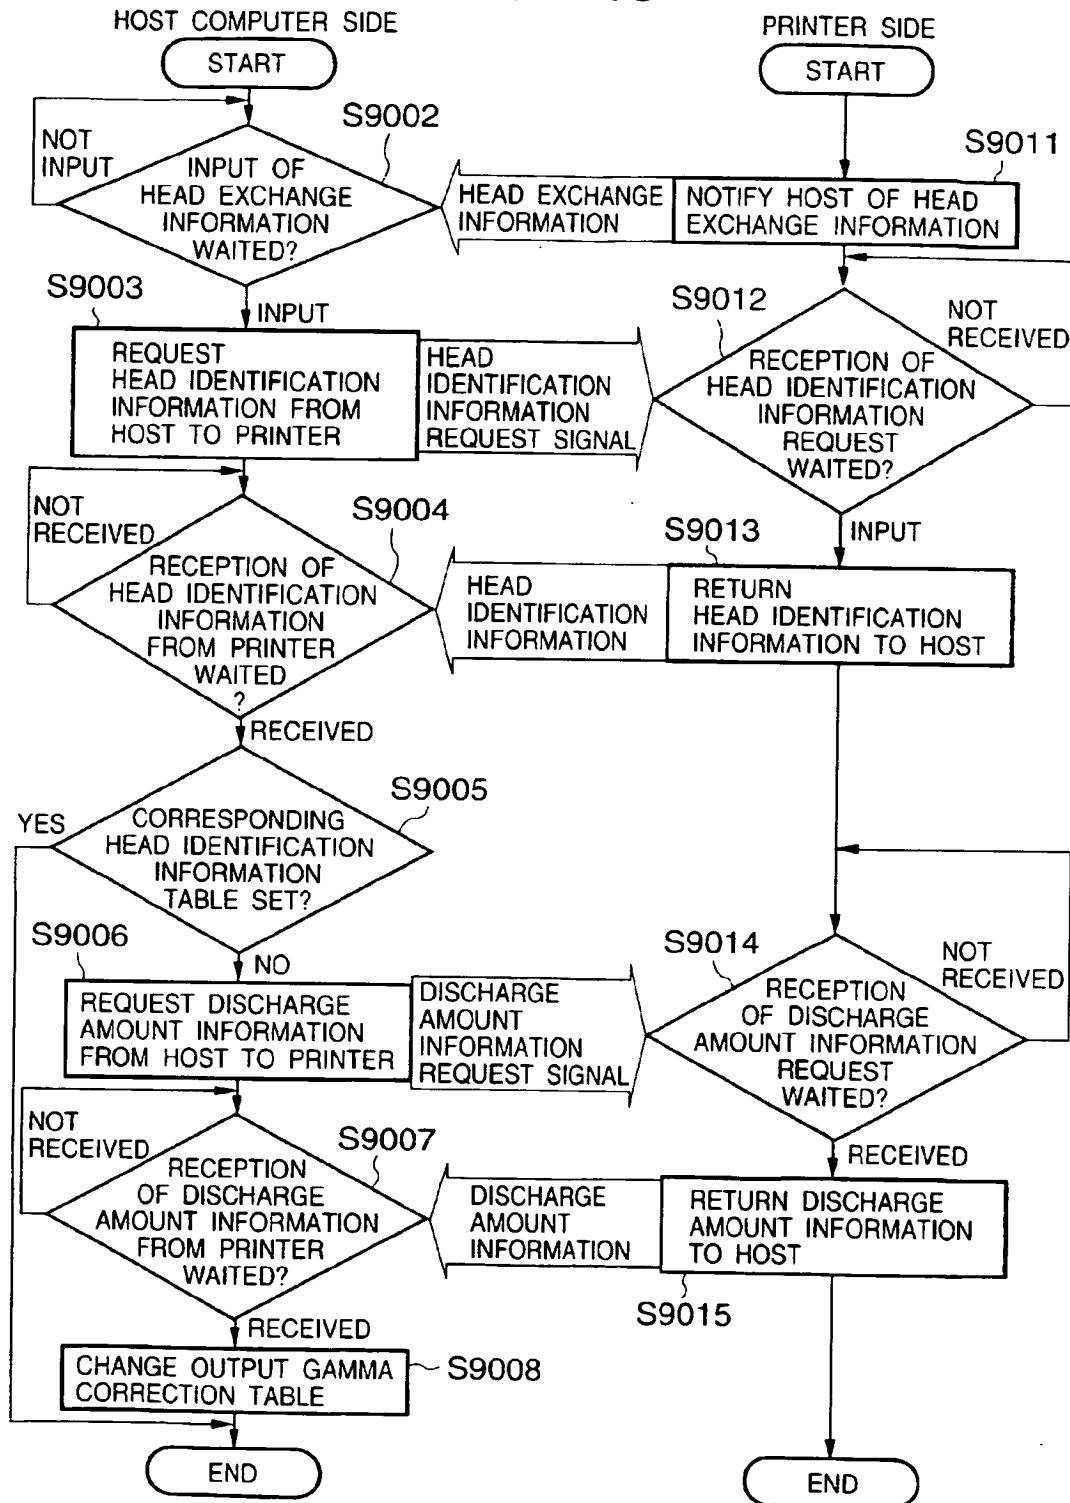 HOST COMPUTER SIDE
START
NOT
INPUT
S9002
INPUT OF
HEAD EXCHANGE
INFORMATION
WAITED?
S9003
INPUT
REQUEST
HEAD IDENTIFICATION
INFORMATION FROM
HOST TO PRINTER
HEAD
IDENTIFICATION
INFORMATION
REQUEST SIGNAL
NOT
RECEIVED
S9004
RECEPTION OF
HEAD IDENTIFICATION
INFORMATION
FROM PRINTER
WAITED
?
RECEIVED
S9005
YES
CORRESPONDING
HEAD IDENTIFICATION
INFORMATION
TABLE SET?
S9006
NO
REQUEST DISCHARGE
AMOUNT INFORMATION
FROM HOST TO PRINTER
DISCHARGE
AMOUNT
INFORMATION
REQUEST SIGNAL
NOT
RECEIVED
S9007
RECEPTION
OF DISCHARGE
AMOUNT INFORMATION
FROM PRINTER
WAITED?
RECEIVED
CHANGE OUTPUT GAMMA
CORRECTION TABLE
S9008
END
PRINTER SIDE
START
S9011
NOTIFY HOST OF HEAD
EXCHANGE INFORMATION
HEAD EXCHANGE
INFORMATION
S9012
NOT
RECEIVED
RECEPTION OF
HEAD IDENTIFICATION
INFORMATION
REQUEST
WAITED?
S9013
INPUT
RETURN
HEAD IDENTIFICATION
INFORMATION TO HOST
HEAD
IDENTIFICATION
INFORMATION
S9014
NOT
RECEIVED
RECEPTION
OF DISCHARGE
AMOUNT INFORMATION
REQUEST
WAITED?
RECEIVED
RETURN DISCHARGE
AMOUNT INFORMATION
TO HOST
DISCHARGE
AMOUNT
INFORMATION
S9015
END